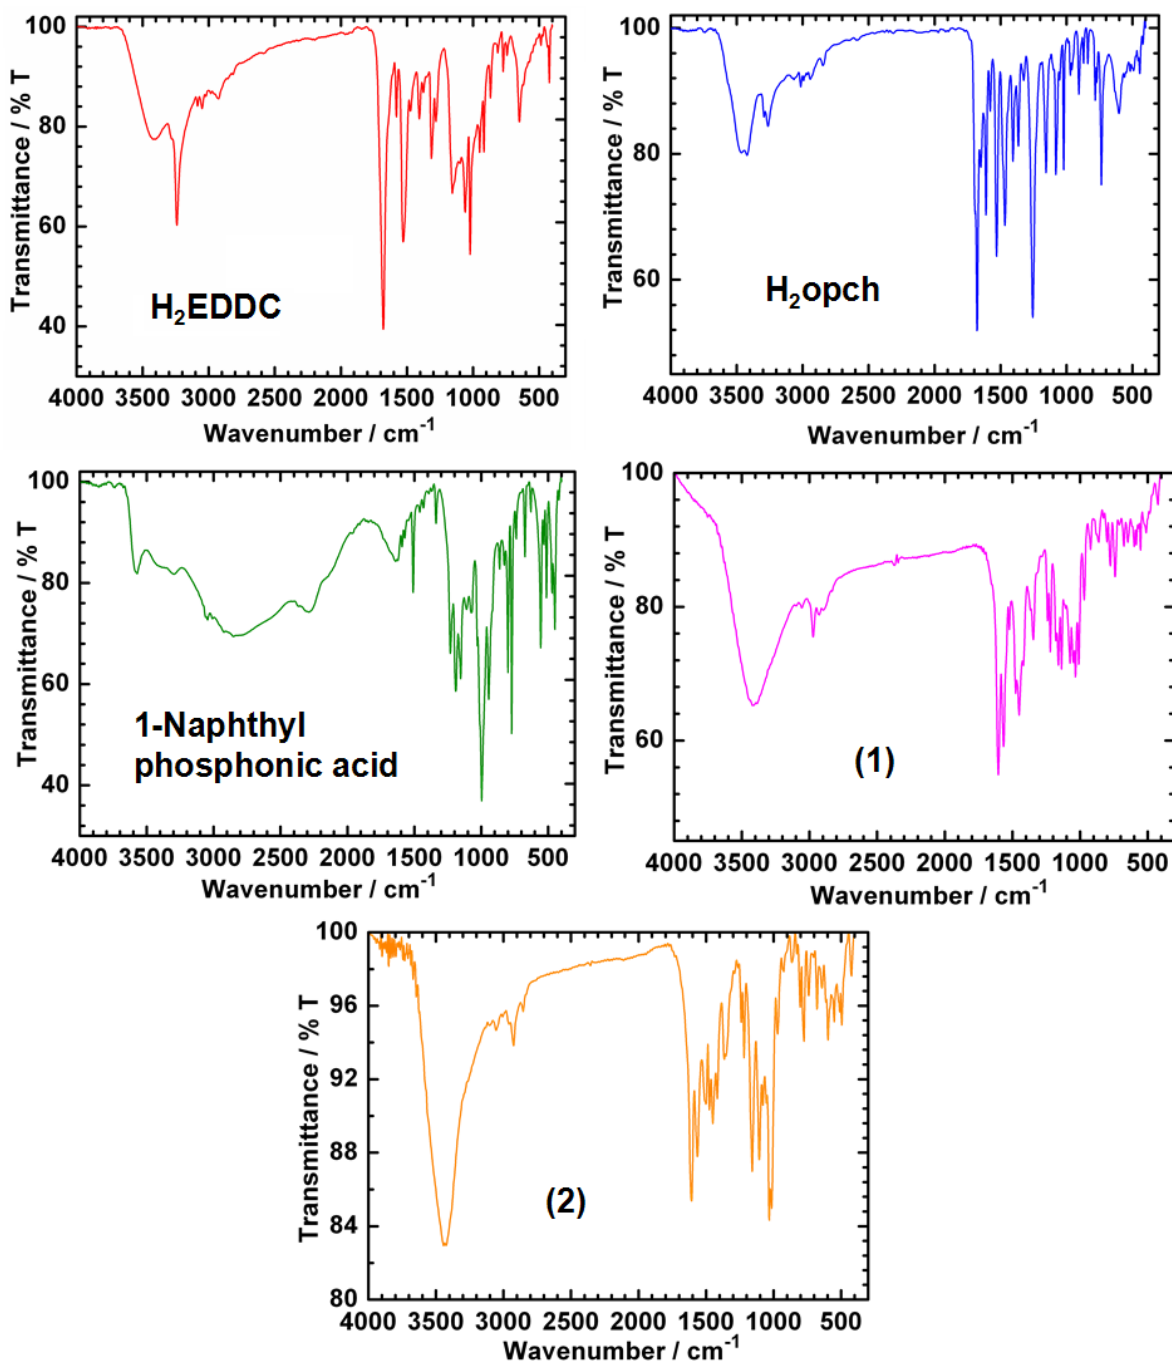 Transmittance / % T
100
80
60
40
H₂EDDC
4000 3500 3000 2500 2000 1500 1000 500
Wavenumber / cm⁻¹
Transmittance / % T
100
80
60
H₂opch
4000 3500 3000 2500 2000 1500 1000 500
Wavenumber / cm⁻¹
Transmittance / % T
100
80
60
40
1-Naphthyl
phosphonic acid
4000 3500 3000 2500 2000 1500 1000 500
Wavenumber / cm⁻¹
Transmittance / % T
100
80
60
(1)
4000 3500 3000 2500 2000 1500 1000 500
Wavenumber / cm⁻¹
Transmittance / % T
100
96
92
88
84
80
(2)
4000 3500 3000 2500 2000 1500 1000 500
Wavenumber / cm⁻¹